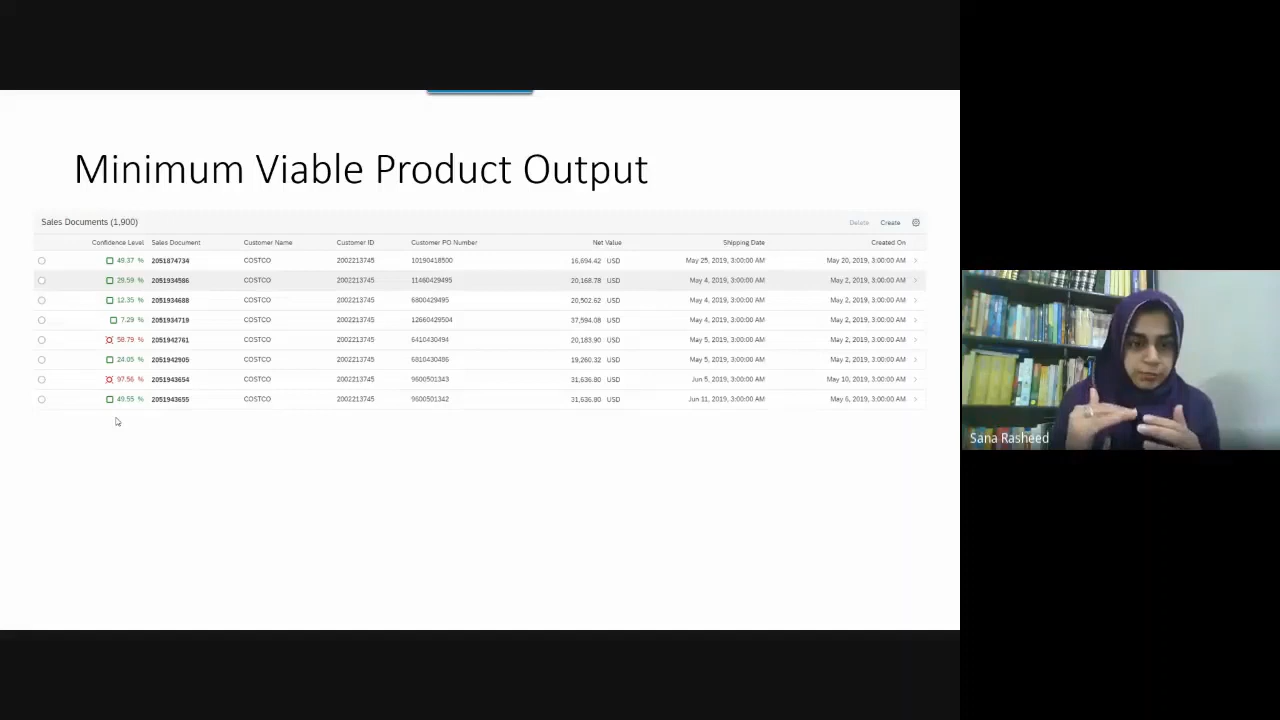 Minimum Viable Product Output
Sales Documents (1,900) Delete Create
Confidence Level Sales Document Customer Name Customer ID Customer PO Number Net Value Shipping Date Created On
49.37 % 2051874734 COSTCO 2002213745 10190418500 16,694.42 USD May 25, 2019, 3:00:00 AM May 20, 2019, 3:00:00 AM
29.59 % 2051934586 COSTCO 2002213745 11460429495 20,168.78 USD May 4, 2019, 3:00:00 AM May 2, 2019, 3:00:00 AM
12.35 % 2051934688 COSTCO 2002213745 6800429495 20,502.62 USD May 4, 2019, 3:00:00 AM May 2, 2019, 3:00:00 AM
7.29 % 2051934719 COSTCO 2002213745 12660429504 37,594.08 USD May 4, 2019, 3:00:00 AM May 2, 2019, 3:00:00 AM
58.79 % 2051942761 COSTCO 2002213745 6410430494 20,183.90 USD May 5, 2019, 3:00:00 AM May 2, 2019, 3:00:00 AM
24.05 % 2051942905 COSTCO 2002213745 6810430486 19,260.32 USD May 5, 2019, 3:00:00 AM May 2, 2019, 3:00:00 AM
97.56 % 2051943654 COSTCO 2002213745 9600501343 31,636.80 USD Jun 5, 2019, 3:00:00 AM May 10, 2019, 3:00:00 AM
49.55 % 2051943655 COSTCO 2002213745 9600501342 31,636.80 USD Jun 11, 2019, 3:00:00 AM May 6, 2019, 3:00:00 AM
Sana Rasheed